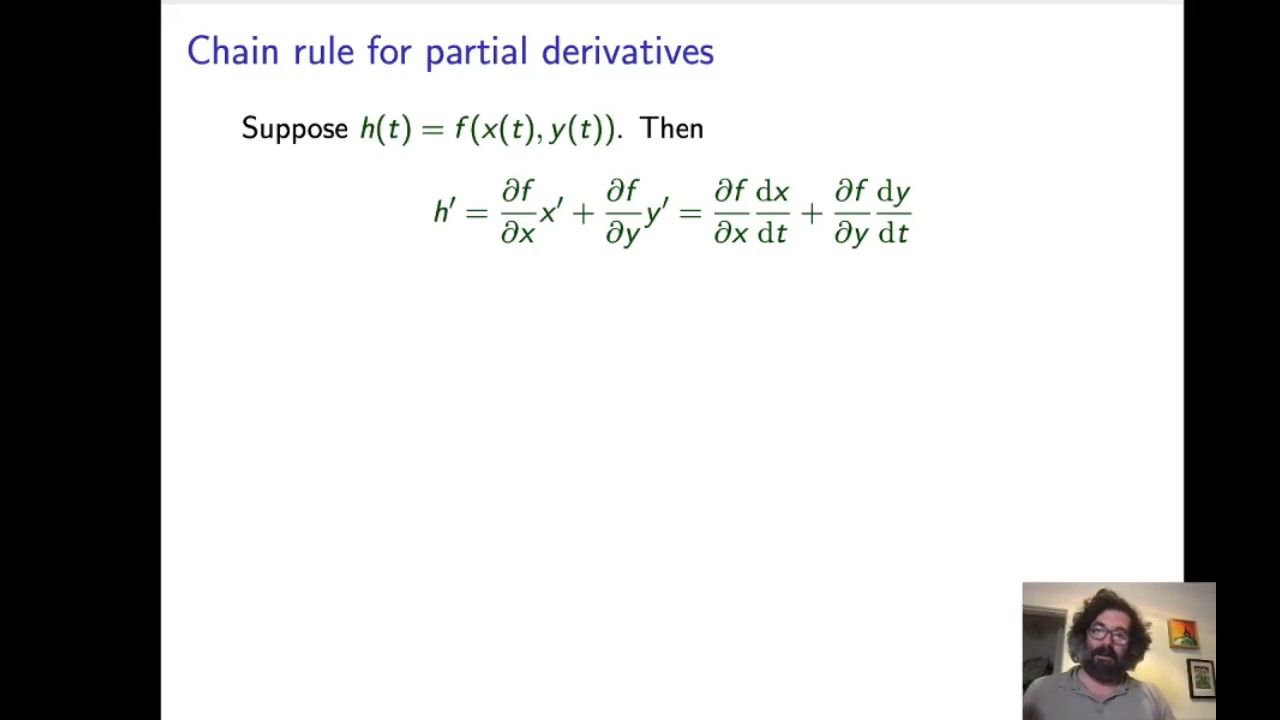 Chain rule for partial derivatives
Suppose h(t) = f(x(t), y(t)). Then
h′ = ∂f/∂x x′ + ∂f/∂y y′ = ∂f/∂x dx/dt + ∂f/∂y dy/dt